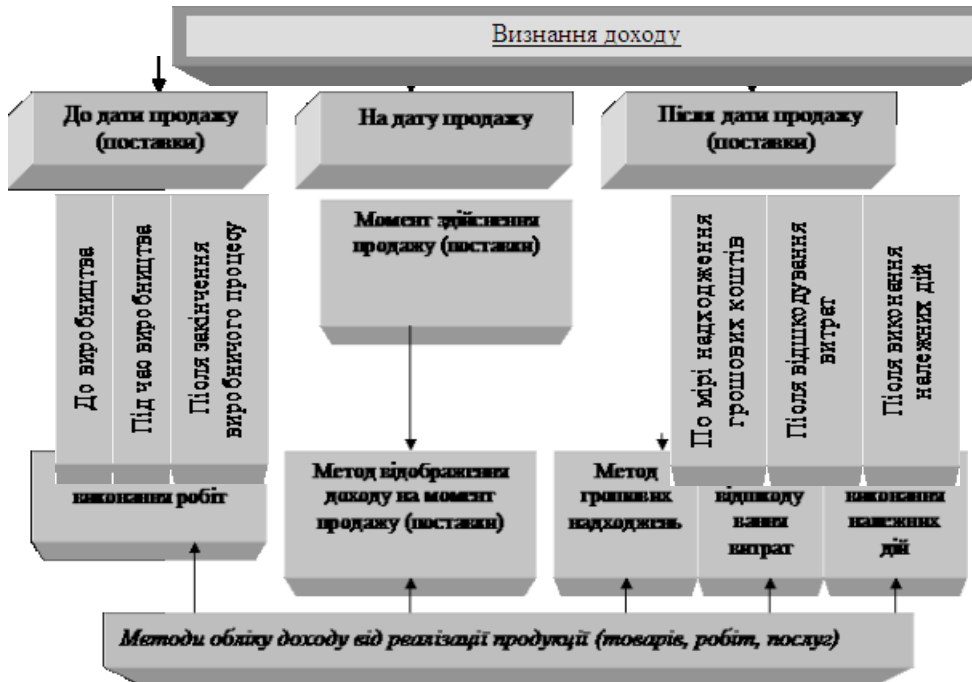 Визнання доходу
До дати продажу
(поставки)
На дату продажу
Після дати продажу
(поставки)
До виробництва
Під час виробництва
Після закінчення
виробничого процесу
Момент здійснення
продажу (поставки)
По мірі надходження
грошових коштів
Після відшкодування
витрат
Після виконання
належних дій
виконання робіт
Метод відображення
доходу на момент
продажу (поставки)
Метод
грошових
надходжень
відшкоду
вання
витрат
виконання
належних
дій
Методи обліку доходу від реалізації продукції (товарів, робіт, послуг)